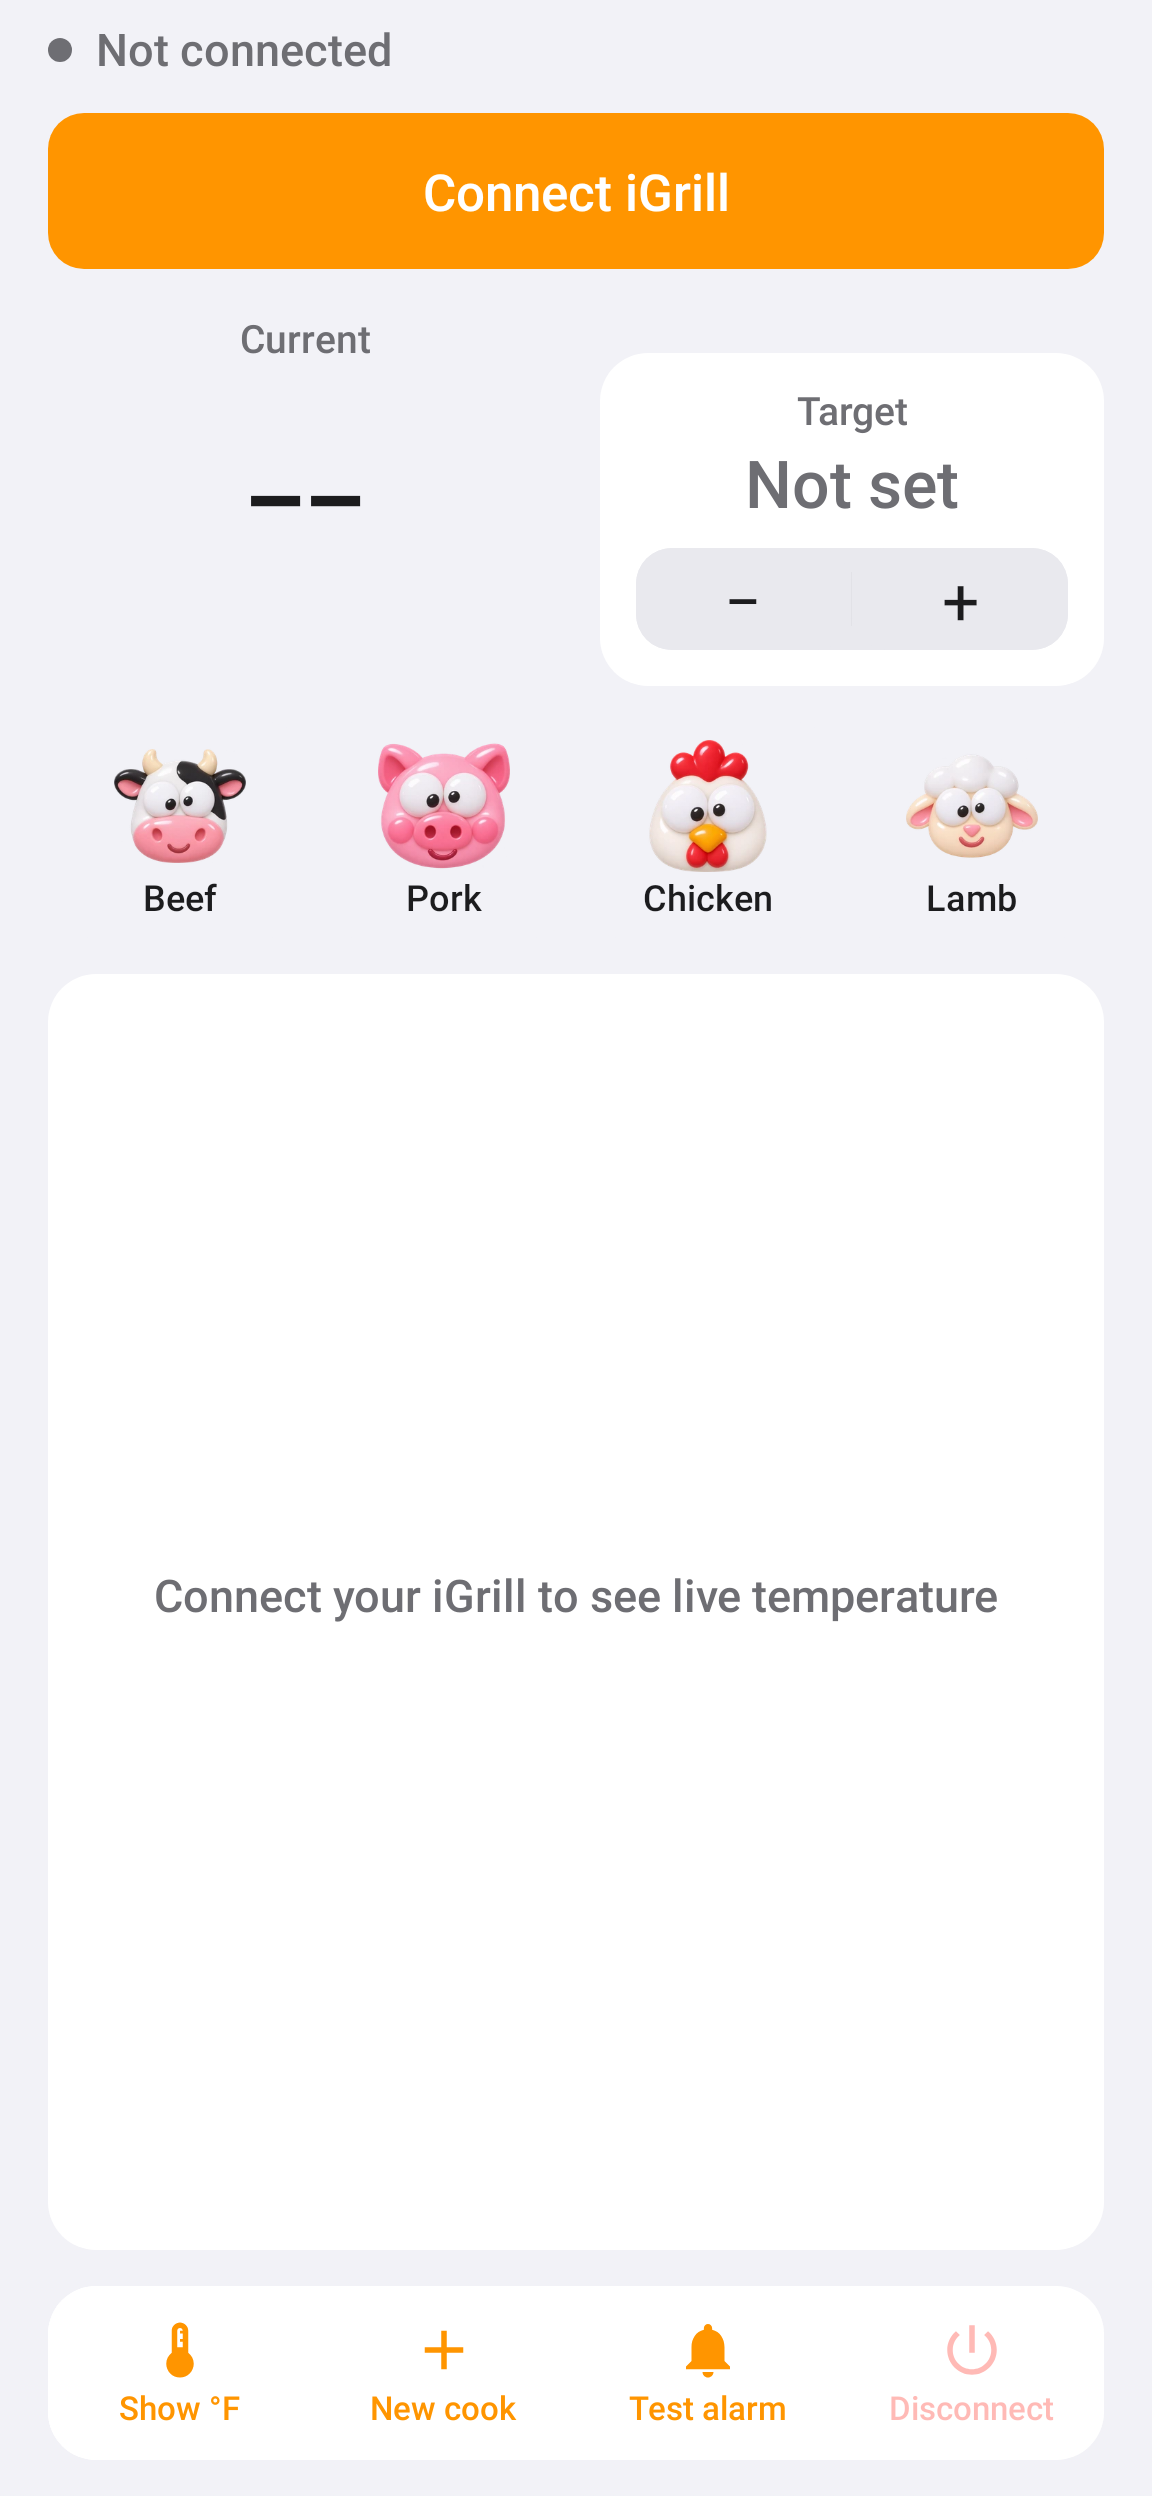 Not connected
Connect iGrill
Current
--
Target
Not set
− +
Beef Pork Chicken Lamb
Connect your iGrill to see live temperature
Show °F New cook Test alarm Disconnect